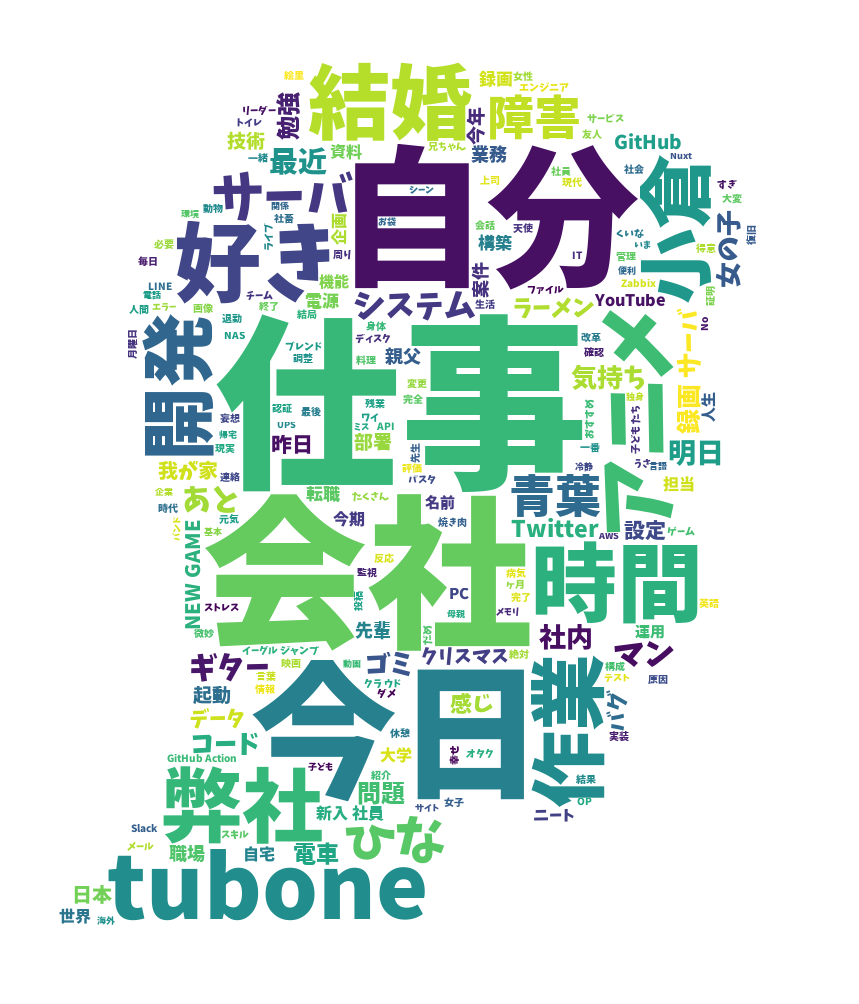 絵里
結婚
録画
女性
エンジニア
リーダー
トイレ
勉強
今年
障害
サービス
友人
技術
一緒
最近
資料
兄ちゃん
業務
GitHub
Nuxt
サーバ
自分
シーン
お袋
上司
社員
現代
社会
小倉
すぎ
大変
動物
関係
社畜
環境
ライブ
企画
会話
天使
構築
IT
くいな
いま
女の子
復旧
必要
好き
周り
案件
管理
得意
毎日
機能
便利
Zabbix
証明
LINE
電話
チーム
電源
ファイル
生活
YouTube
人間
エラー
画像
終了
結局
システム
ラーメン
No
月曜日
開発
退勤
NAS
身体
ディスク
ブレンド
調整
料理
親父
改革
確認
アニメ
サーバ
録画
人生
仕事
変更
完全
気持ち
独身
おすすめ
子どもたち
妄想
認証
最後
残業
ワイ
UPS
ミス
API
帰宅
現実
昨日
部署
先生
一番
明日
我が家
連絡
評価
パスタ
冷静
うさ
言語
企業
あと
転職
たくさん
青葉
担当
時代
元気
今期
名前
焼き肉
Twitter
AWS
設定
ゲーム
バンド
NEW GAME
基本
会社
反応
監視
時間
病気
ヶ月
完了
英語
ストレス
投稿
PC
母親
メモリ
微妙
先輩
ため
社内
運用
イーグル ジャンプ
ギター
映画
動画
ゴミ
クリスマス
絶対
マン
言葉
情報
クラウド
ダメ
構成
テスト
原因
起動
今日
感じ
作業
バグ
データ
休憩
実装
コード
大学
幸せ
オタク
GitHub Action
子ども
紹介
結果
弊社
問題
OP
新入 社員
サイト
女子
ニート
Slack
スキル
ひな
メール
職場
自宅
電車
tubone
日本
世界
海外